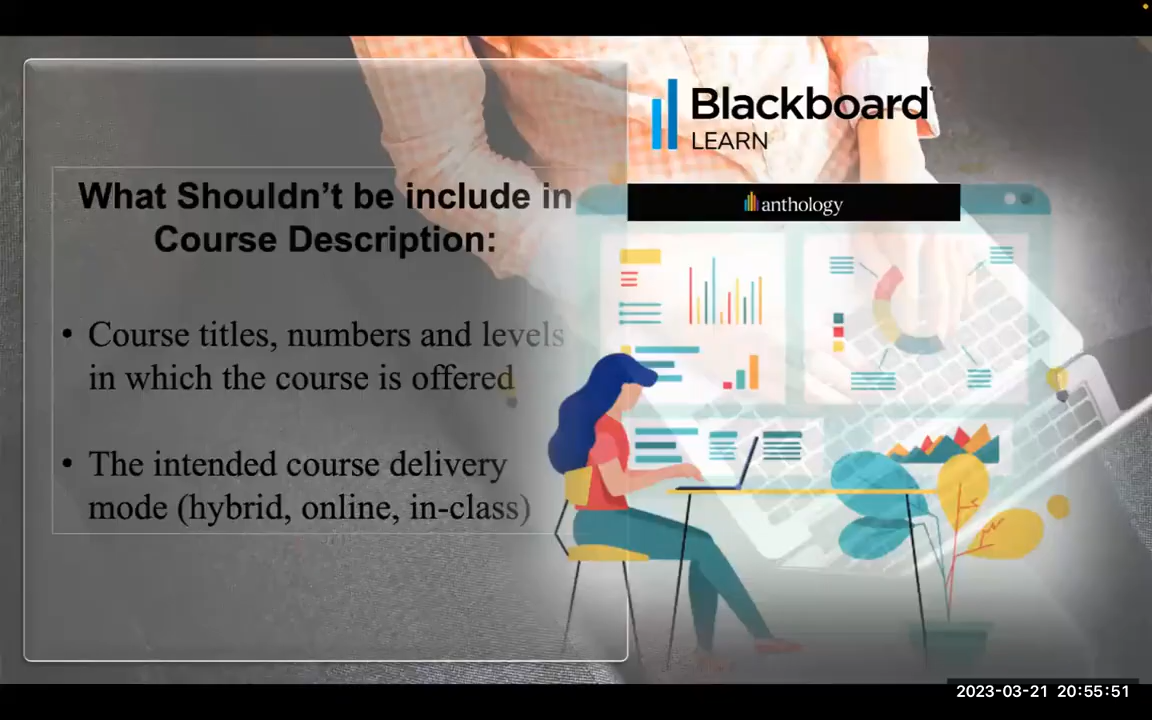 Blackboard
LEARN
anthology
What Shouldn’t be include in
Course Description:
• Course titles, numbers and levels
in which the course is offered
• The intended course delivery
mode (hybrid, online, in-class)
2023-03-21 20:55:51